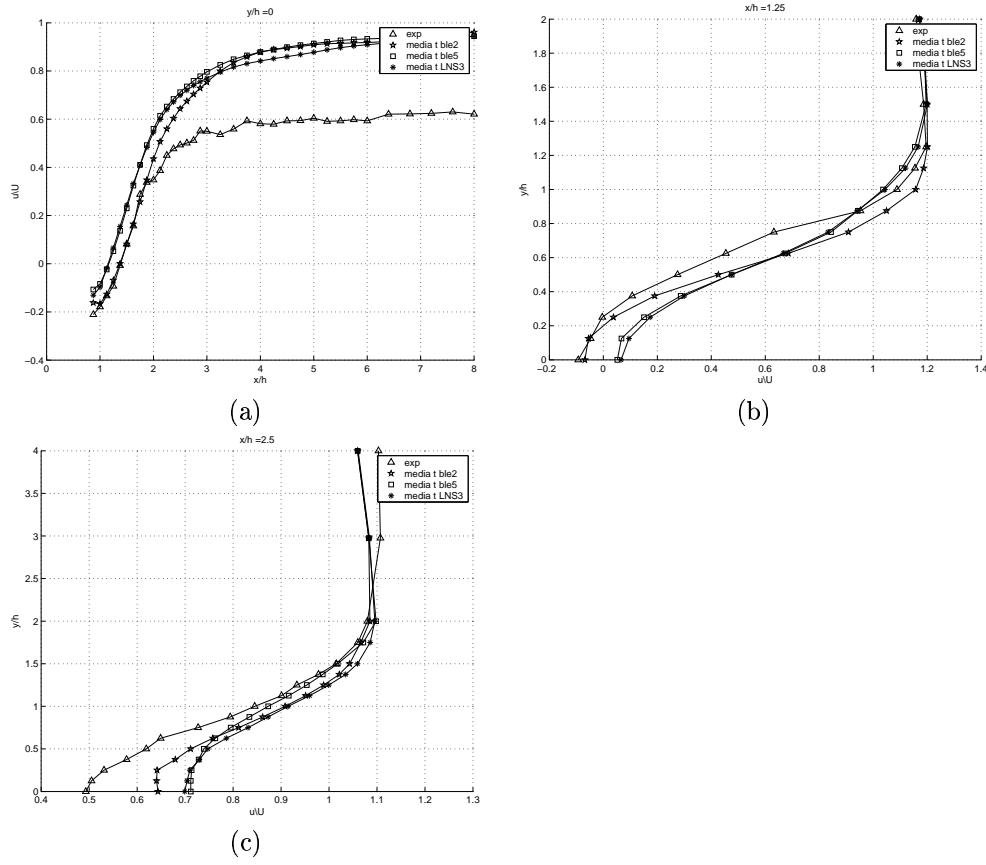 y/h =0
exp
media t ble2
media t ble5
media t LNS3
1
0.8
0.6
0.4
0.2
0
−0.2
−0.4
u\U
0 1 2 3 4 5 6 7 8
x/h
(a)
x/h =1.25
exp
media t ble2
media t ble5
media t LNS3
2
1.8
1.6
1.4
1.2
1
0.8
0.6
0.4
0.2
0
y/h
−0.2 0 0.2 0.4 0.6 0.8 1 1.2 1.4
u\U
(b)
x/h =2.5
exp
media t ble2
media t ble5
media t LNS3
4
3.5
3
2.5
2
1.5
1
0.5
0
y/h
0.4 0.5 0.6 0.7 0.8 0.9 1 1.1 1.2 1.3
u\U
(c)